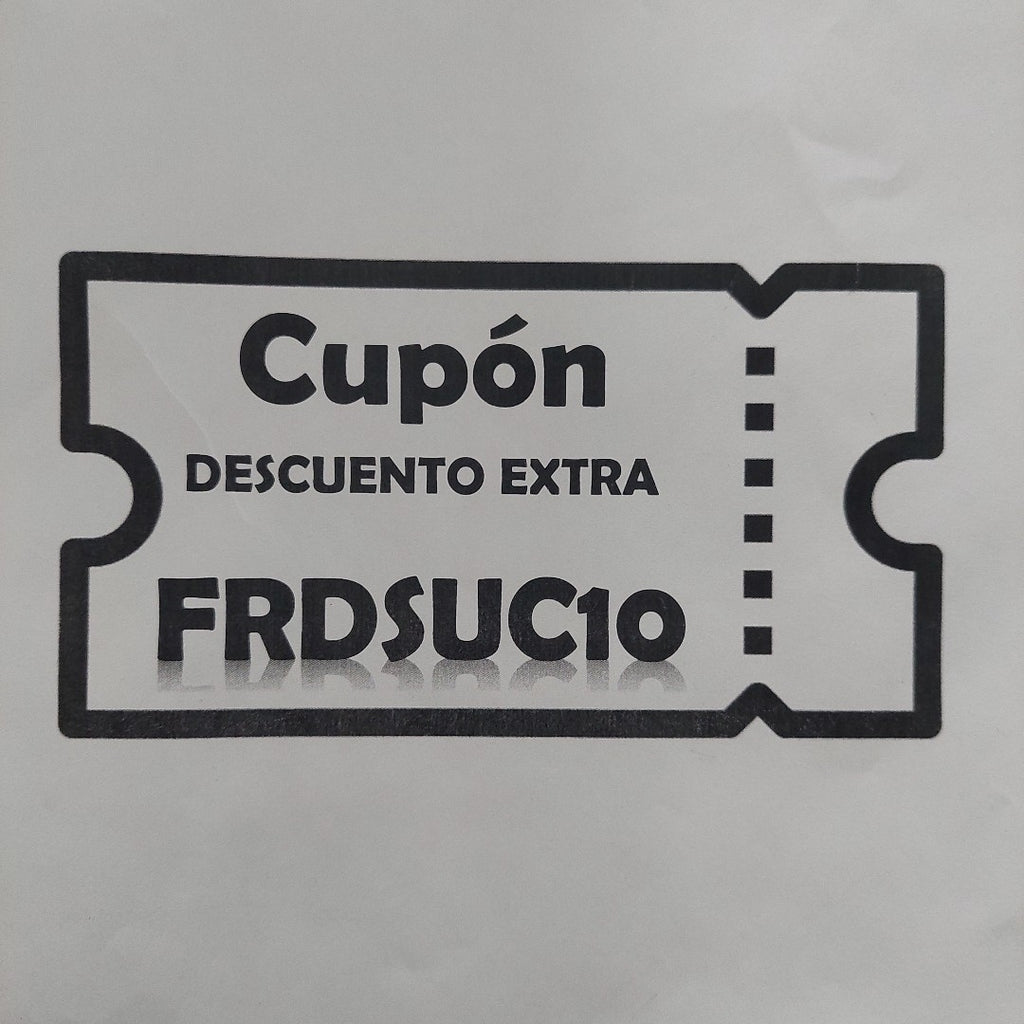 Cupón
DESCUENTO EXTRA
FRDSUC10